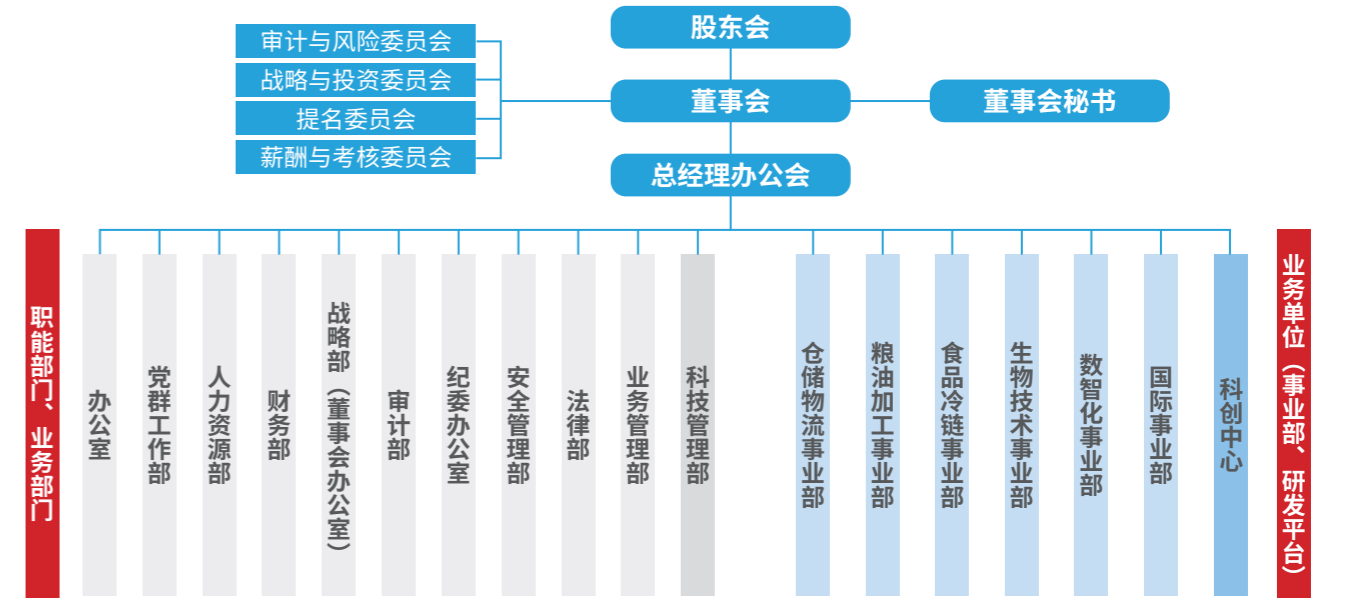 股东会
审计与风险委员会
战略与投资委员会
提名委员会
薪酬与考核委员会
董事会
董事会秘书
总经理办公会
职能部门、业务部门
办公室
党群工作部
人力资源部
财务部
战略部（董事会办公室）
审计部
纪委办公室
安全管理部
法律部
业务管理部
科技管理部
仓储物流事业部
粮油加工事业部
食品冷链事业部
生物技术事业部
数智化事业部
国际事业部
科创中心
业务单位（事业部、研发平台）